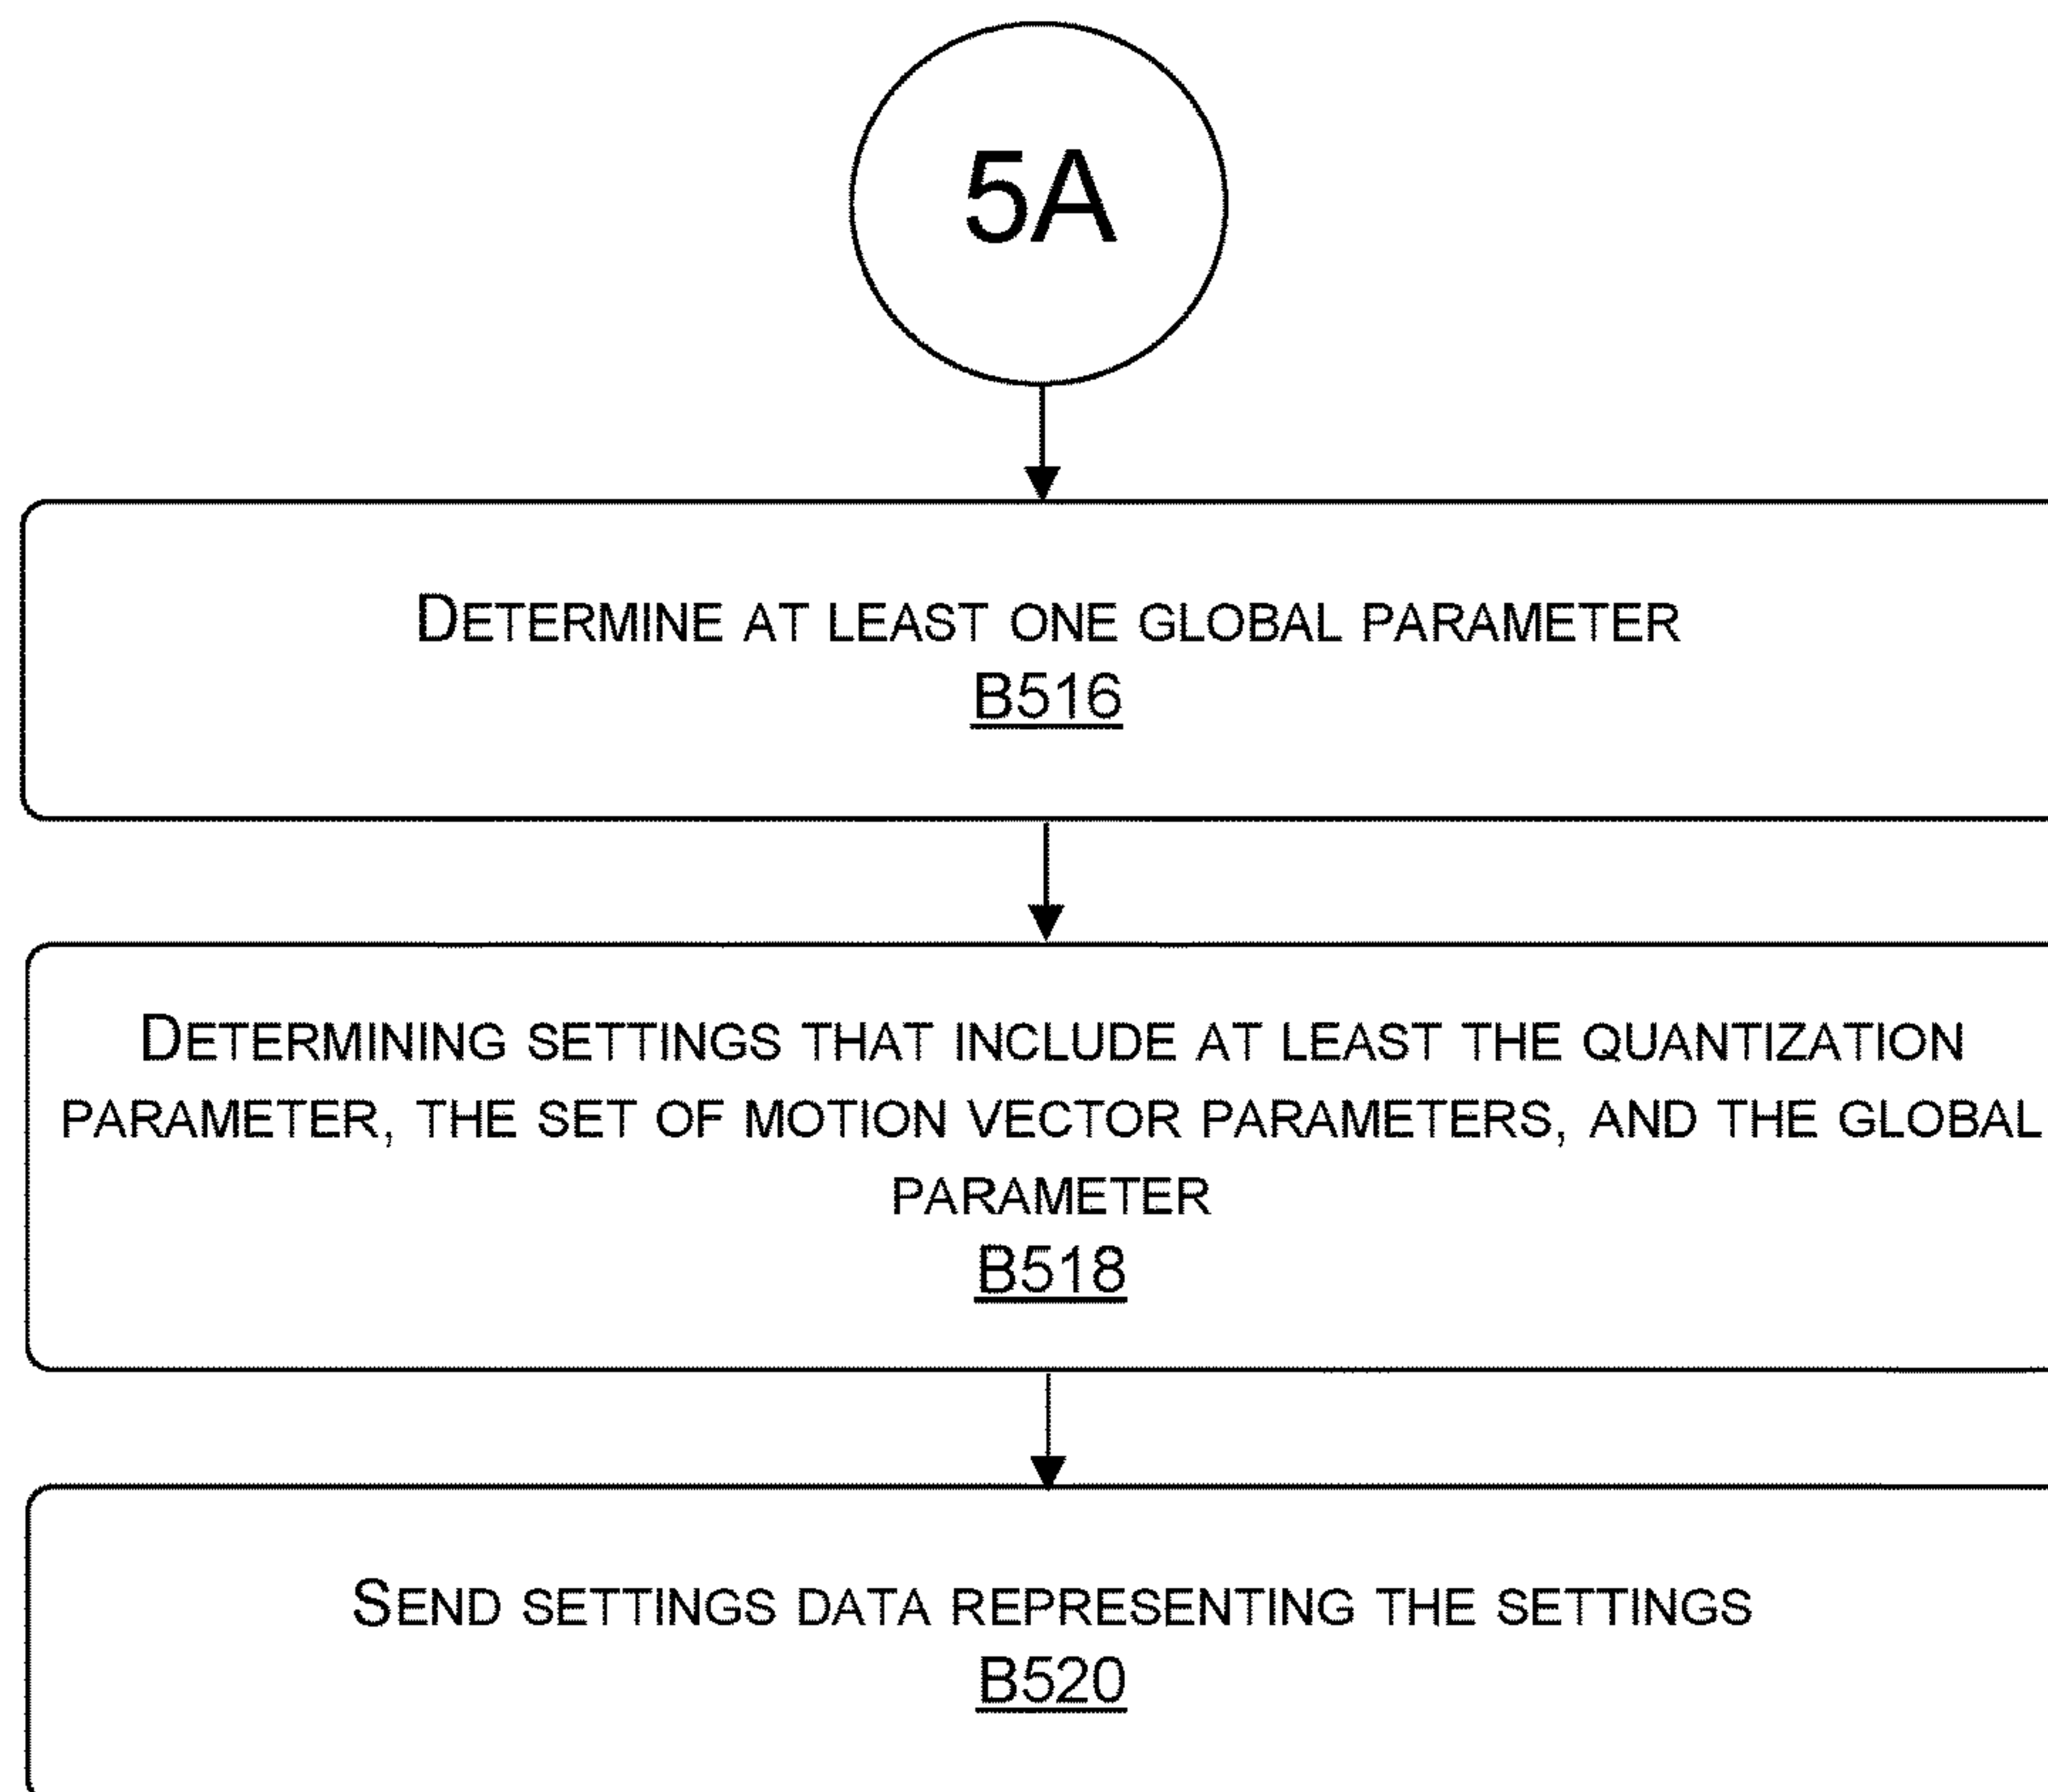 5A
DETERMINE AT LEAST ONE GLOBAL PARAMETER
B516
DETERMINING SETTINGS THAT INCLUDE AT LEAST THE QUANTIZATION
PARAMETER, THE SET OF MOTION VECTOR PARAMETERS, AND THE GLOBAL
PARAMETER
B518
SEND SETTINGS DATA REPRESENTING THE SETTINGS
B520